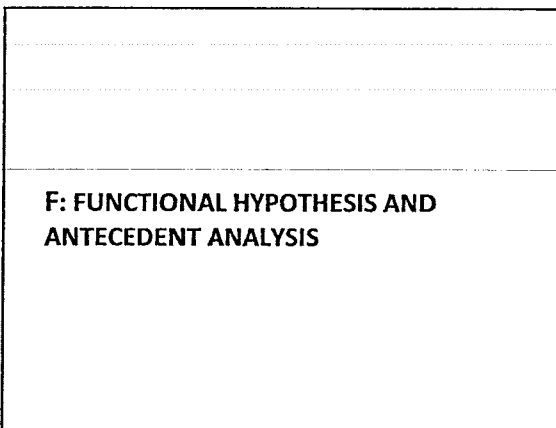 F: FUNCTIONAL HYPOTHESIS AND
ANTECEDENT ANALYSIS